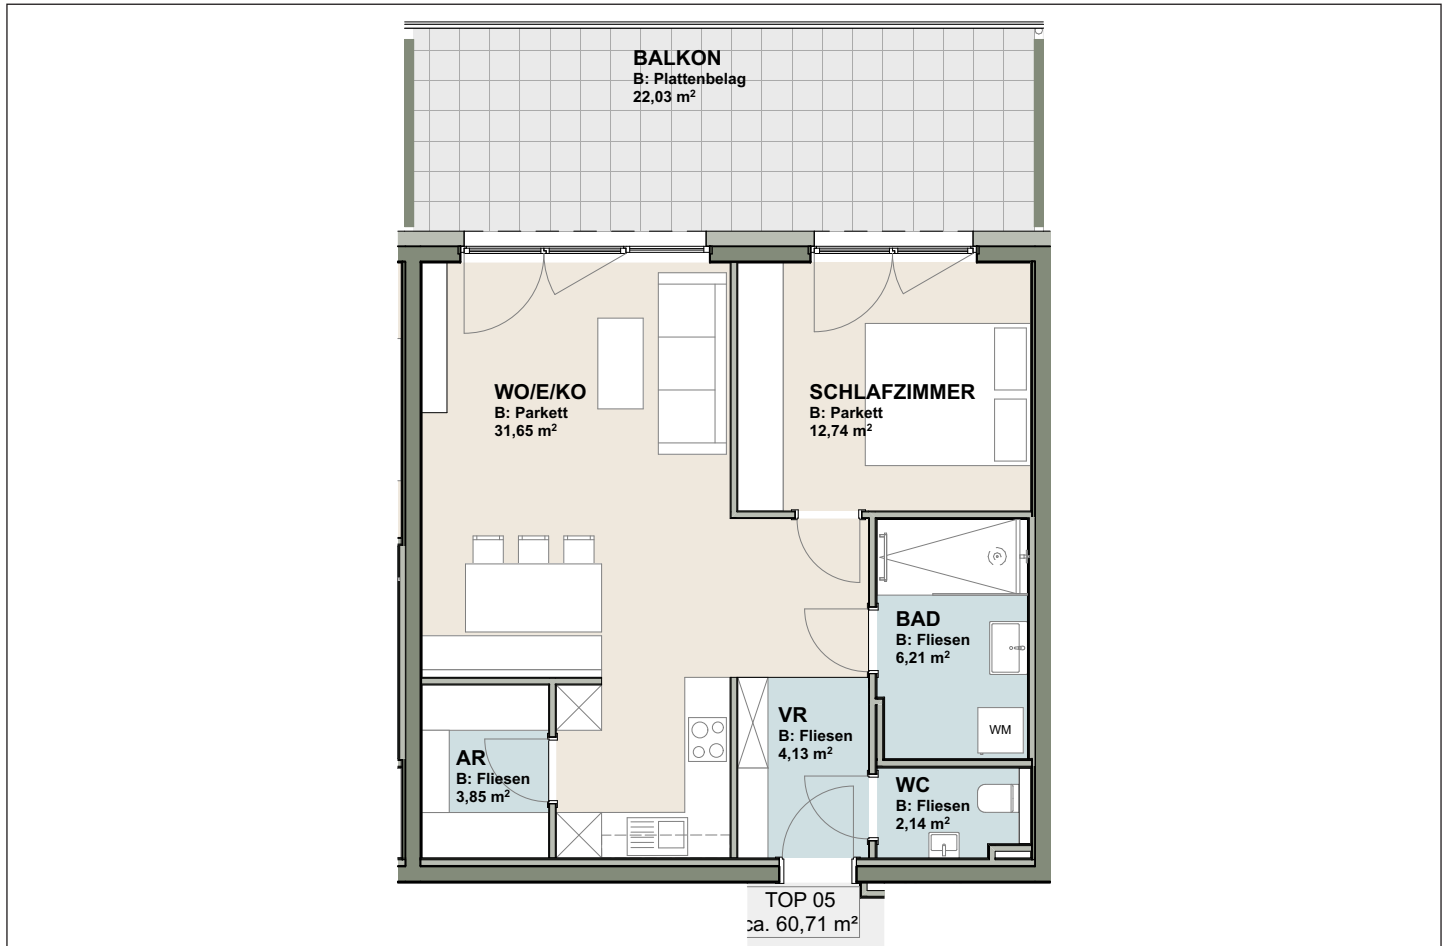 BALKON
B: Plattenbelag
22,03 m²
WO/E/KO
B: Parkett
31,65 m²
SCHLAFZIMMER
B: Parkett
12,74 m²
BAD
B: Fliesen
6,21 m²
WM
VR
B: Fliesen
4,13 m²
AR
B: Fliesen
3,85 m²
WC
B: Fliesen
2,14 m²
TOP 05
ca. 60,71 m²